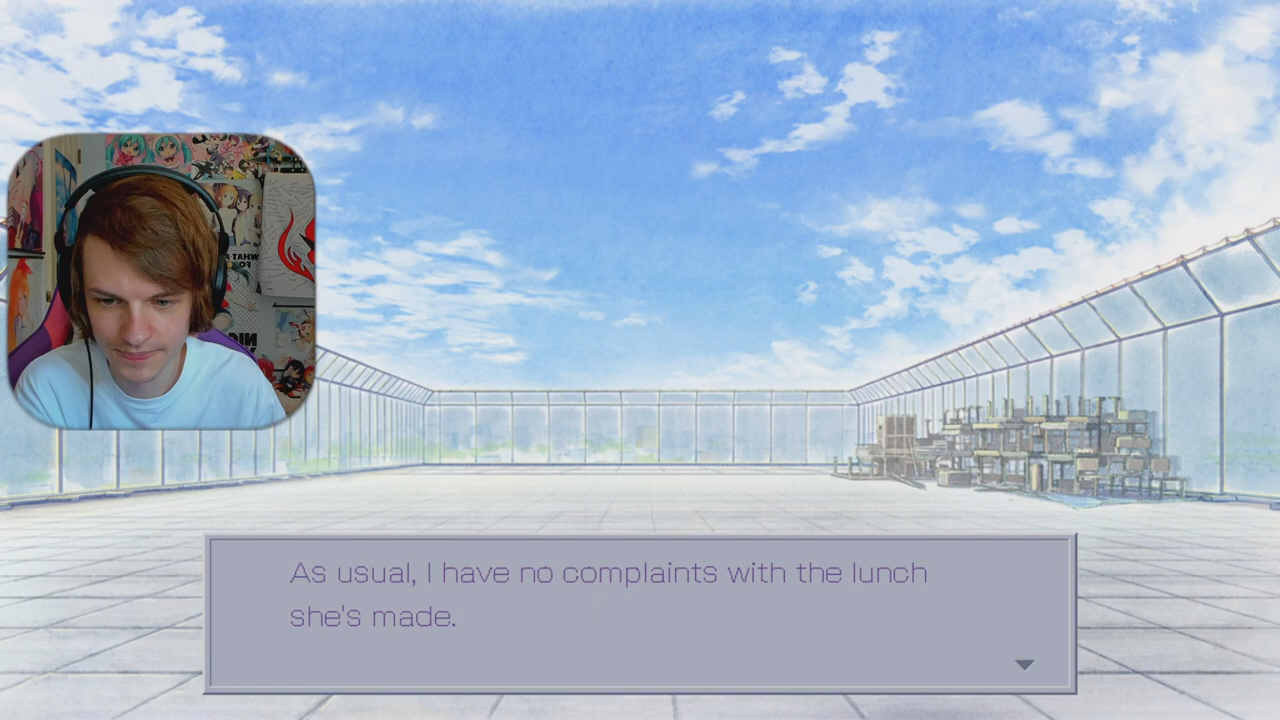 As usual, I have no complaints with the lunch
she's made.